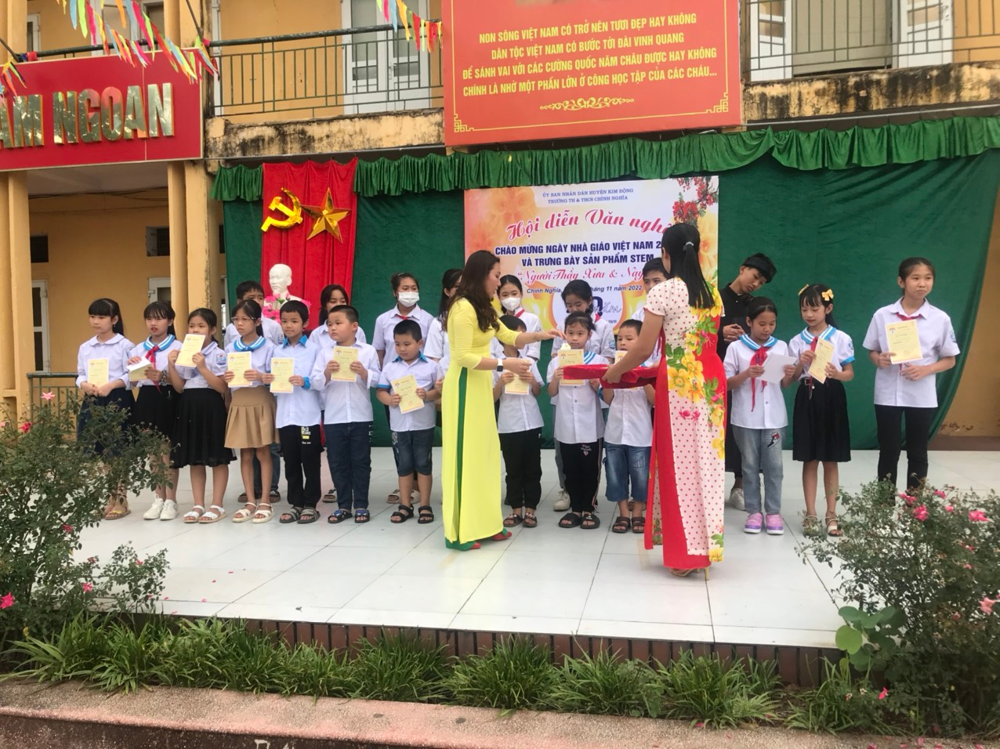 NON SÔNG VIỆT NAM CÓ TRỞ NÊN TƯƠI ĐẸP HAY KHÔNG
DÂN TỘC VIỆT NAM CÓ BƯỚC TỚI ĐÀI VINH QUANG
ĐỂ SÁNH VAI VỚI CÁC CƯỜNG QUỐC NĂM CHÂU ĐƯỢC HAY KHÔNG
CHÍNH LÀ NHỜ MỘT PHẦN LỚN Ở CÔNG HỌC TẬP CỦA CÁC CHÁU...
NGOAN
ỦY BAN NHÂN DÂN HUYỆN KIM ĐỘNG
TRƯỜNG TH & THCS CHÍNH NGHĨA
Hội diễn Văn ngh
CHÀO MỪNG NGÀY NHÀ GIÁO VIỆT NAM 2
VÀ TRƯNG BÀY SẢN PHẨM STEM
"Người Thầy Xưa & Nay
Chính Nghĩa, 11 năm 2022